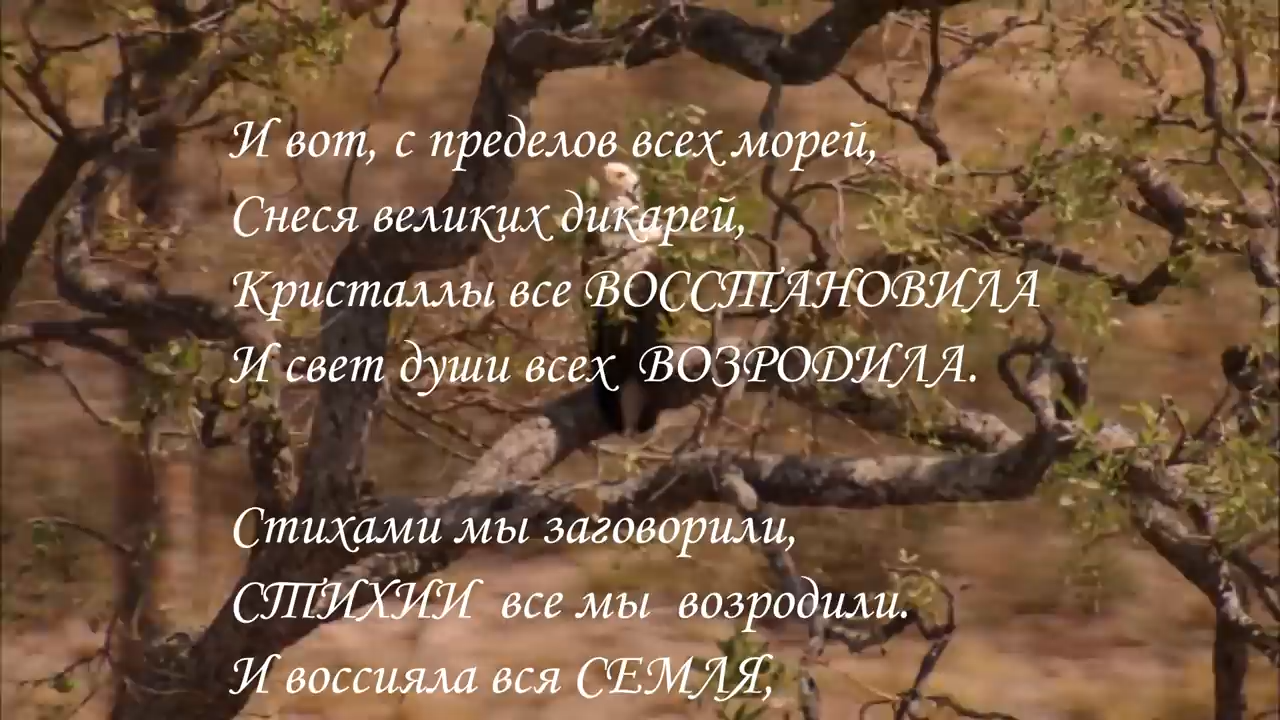 И вот, с пределов всех морей,
Снеся великих дикарей,
Кристаллы все ВОССТАНОВИЛА
И свет души всех ВОЗРОДИЛА.
Стихами мы заговорили,
СТИХИИ все мы возродили.
И воссияла вся СЕМЛЯ,